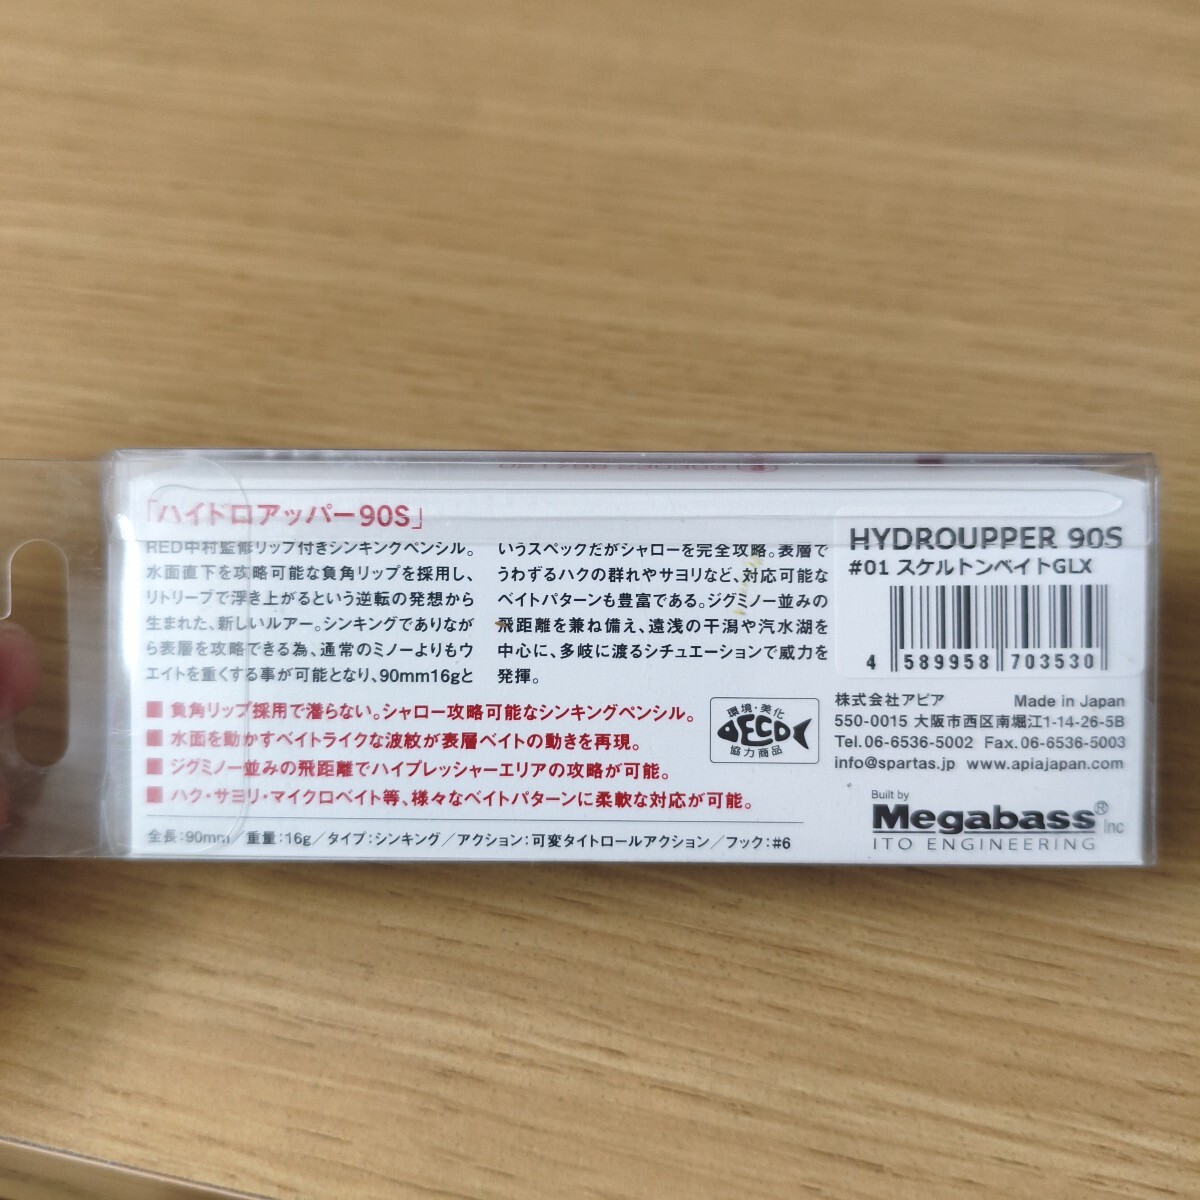 「ハイドロアッパー90S」
RED中村監修リップ付きシンキングペンシル。
水面直下を攻略可能な負角リップを採用し、
リトリーブで浮き上がるという逆転の発想から
生まれた、新しいルアー。シンキングでありなが
ら表層を攻略できる為、通常のミノーよりもウ
エイトを重くする事が可能となり、90mm16gと
いうスペックだがシャローを完全攻略。表層で
うわずるハクの群れやサヨリなど、対応可能な
ベイトパターンも豊富である。ジグミノー並みの
飛距離を兼ね備え、遠浅の干潟や汽水湖を
中心に、多岐に渡るシチュエーションで威力を
発揮。
■ 負角リップ採用で潜らない。シャロー攻略可能なシンキングペンシル。
■ 水面を動かすベイトライクな波紋が表層ベイトの動きを再現。
■ ジグミノー並みの飛距離でハイプレッシャーエリアの攻略が可能。
■ ハク・サヨリ・マイクロベイト等、様々なベイトパターンに柔軟な対応が可能。
全長:90mm/重量:16g/タイプ:シンキング/アクション:可変タイトロールアクション/フック:#6
環境・美化
ECO
協力商品
HYDROUPPER 90S
#01 スケルトンベイトGLX
4 589958 703530
株式会社アピア Made in Japan
550-0015 大阪市西区南堀江1-14-26-5B
Tel.06-6536-5002 Fax.06-6536-5003
info@spartas.jp www.apiajapan.com
Built by
Megabass® Inc
ITO ENGINEERING